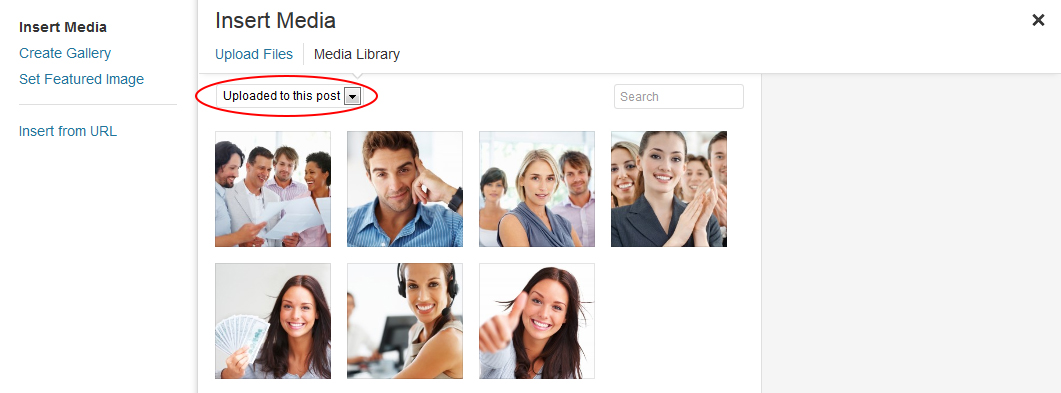 Insert Media
Create Gallery
Set Featured Image
Insert from URL
Insert Media
Upload Files
Media Library
Uploaded to this post
Search